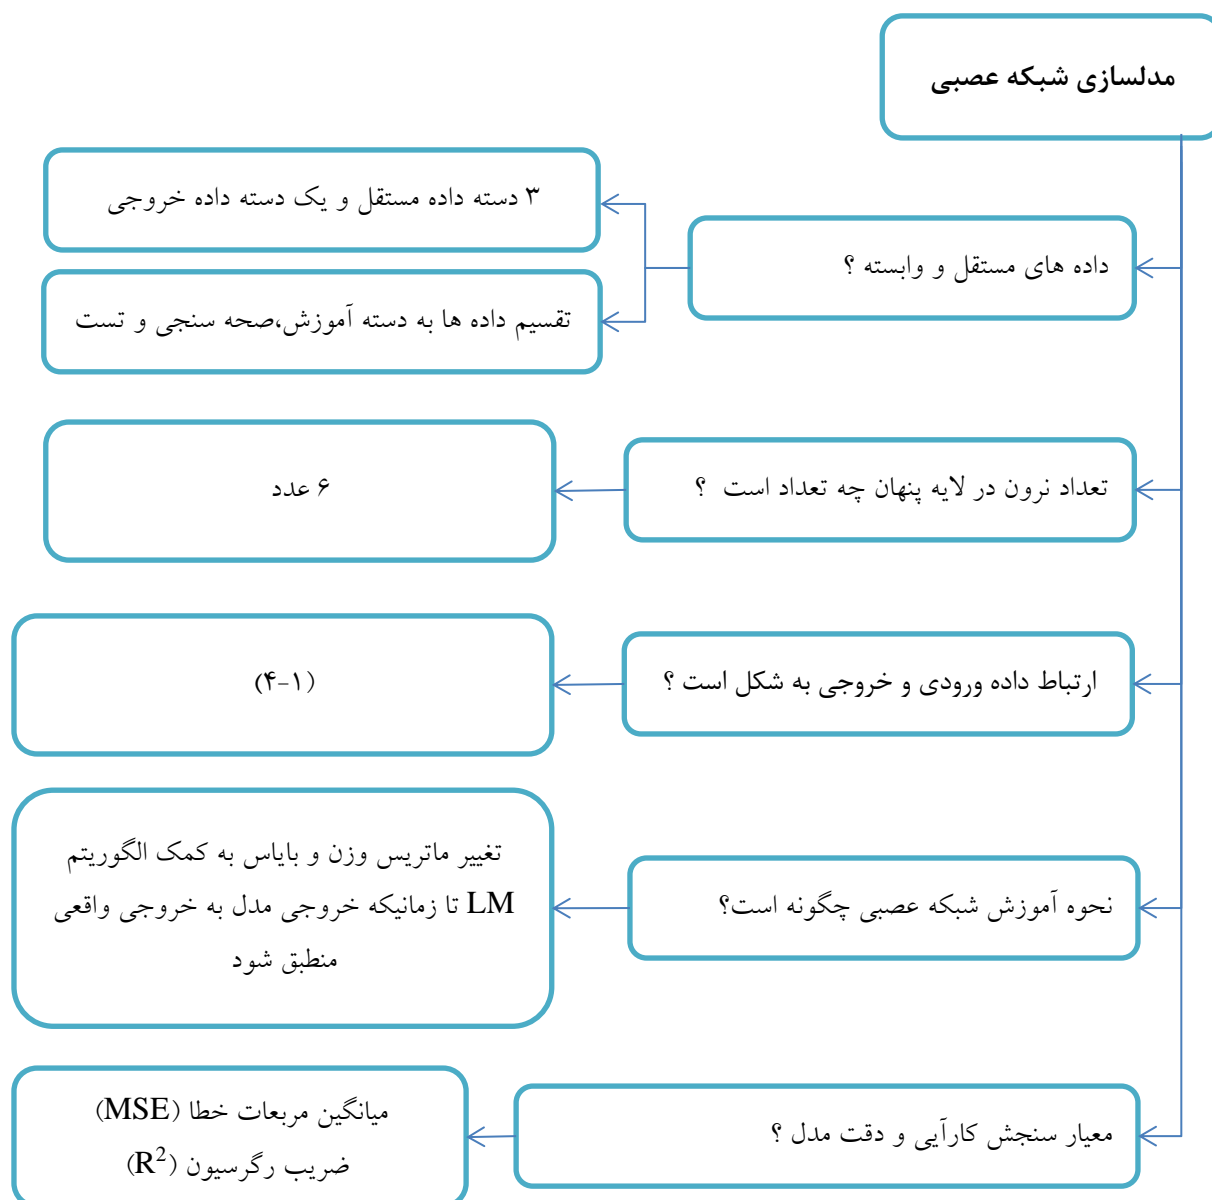 مدلسازی شبکه عصبی
داده های مستقل و وابسته ؟
۳ دسته داده مستقل و یک دسته داده خروجی
تقسیم داده ها به دسته آموزش،صحه سنجی و تست
تعداد نرون در لایه پنهان چه تعداد است ؟
۶ عدد
ارتباط داده ورودی و خروجی به شکل است ؟
(۴-۱)
نحوه آموزش شبکه عصبی چگونه است؟
تغییر ماتریس وزن و بایاس به کمک الگوریتم
LM تا زمانیکه خروجی مدل به خروجی واقعی
منطبق شود
معیار سنجش کارآیی و دقت مدل ؟
میانگین مربعات خطا (MSE)
ضریب رگرسیون (R²)